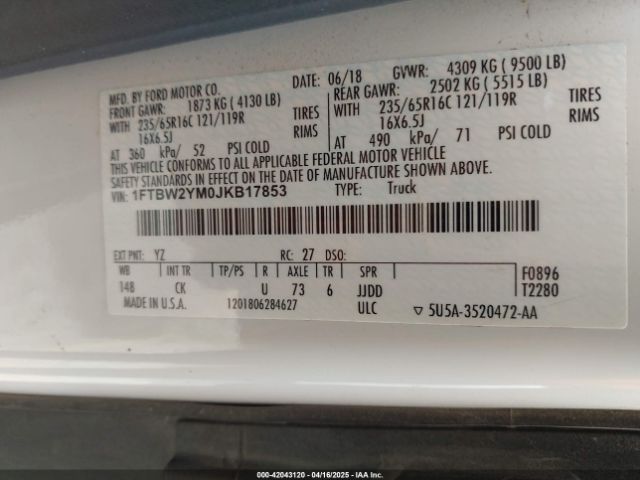 MFD. BY FORD MOTOR CO. DATE: 06/18 GVWR: 4309 KG ( 9500 LB)
FRONT GAWR: 1873 KG ( 4130 LB) REAR GAWR: 2502 KG ( 5515 LB)
WITH 235/65R16C 121/119R TIRES WITH 235/65R16C 121/119R TIRES
16X6.5J RIMS 16X6.5J RIMS
AT 360 kPa/ 52 PSI COLD AT 490 kPa/ 71 PSI COLD
THIS VEHICLE CONFORMS TO ALL APPLICABLE FEDERAL MOTOR VEHICLE
SAFETY STANDARDS IN EFFECT ON THE DATE OF MANUFACTURE SHOWN ABOVE.
VIN: 1FTBW2YM0JKB17853 TYPE: Truck
EXT PNT: YZ RC: 27 DSO:
WB INT TR TP/PS R AXLE TR SPR F0896
148 CK U 73 6 JJDD T2280
MADE IN U.S.A. 1201806284627 ULC ▽ 5U5A-3520472-AA
000-42043120 - 04/16/2025 - IAA Inc.